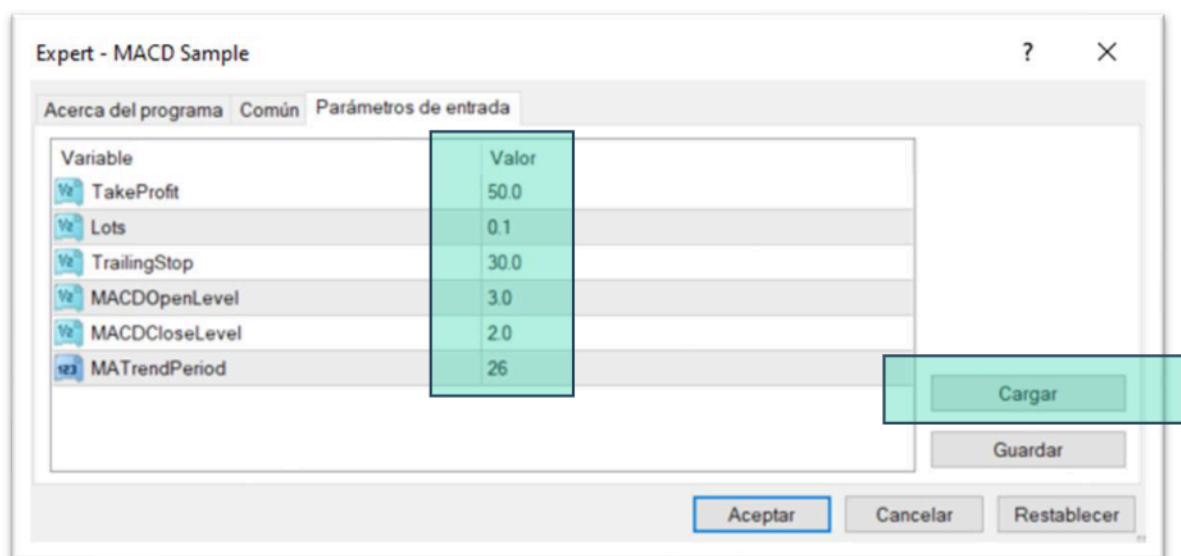 Expert - MACD Sample ? X
Acerca del programa Común Parámetros de entrada
Variable Valor
TakeProfit 50.0
Lots 0.1
TrailingStop 30.0
MACDOpenLevel 3.0
MACDCloseLevel 2.0
123 MATrendPeriod 26
Cargar
Guardar
Aceptar Cancelar Restablecer